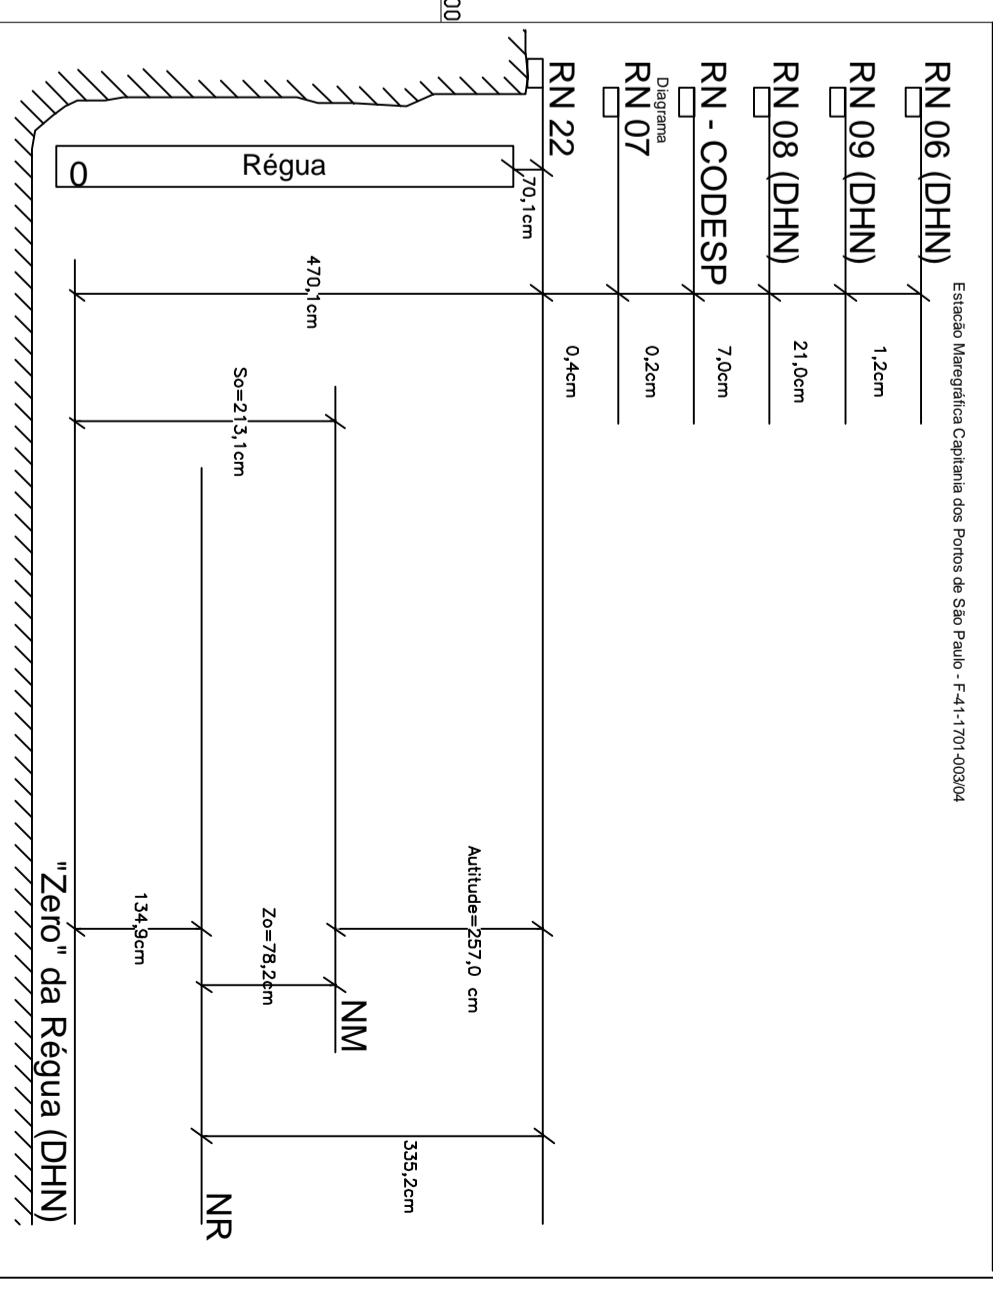 Estacão Maregráfica Capitania dos Portos de São Paulo - F-41-1701-003/04
RN 06 (DHN)
1,2cm
RN 09 (DHN)
21,0cm
RN 08 (DHN)
7,0cm
RN - CODESP
0,2cm
Diagrama
RN 07
0,4cm
RN 22
70,1cm
Régua
0
470,1cm
So=213,1cm
Autitude=257,0 cm
335,2cm
NM
Zo=78,2cm
NR
134,9cm
"Zero" da Régua (DHN)
00